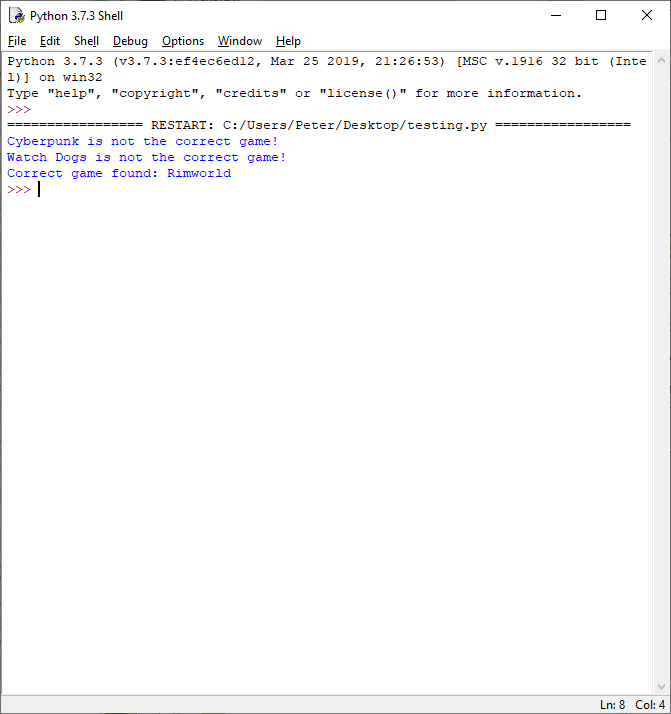 Python 3.7.3 Shell
File Edit Shell Debug Options Window Help
Python 3.7.3 (v3.7.3:ef4ec6ed12, Mar 25 2019, 21:26:53) [MSC v.1916 32 bit (Inte
l)] on win32
Type "help", "copyright", "credits" or "license()" for more information.
>>>
================= RESTART: C:/Users/Peter/Desktop/testing.py =================
Cyberpunk is not the correct game!
Watch Dogs is not the correct game!
Correct game found: Rimworld
>>>
Ln: 8 Col: 4